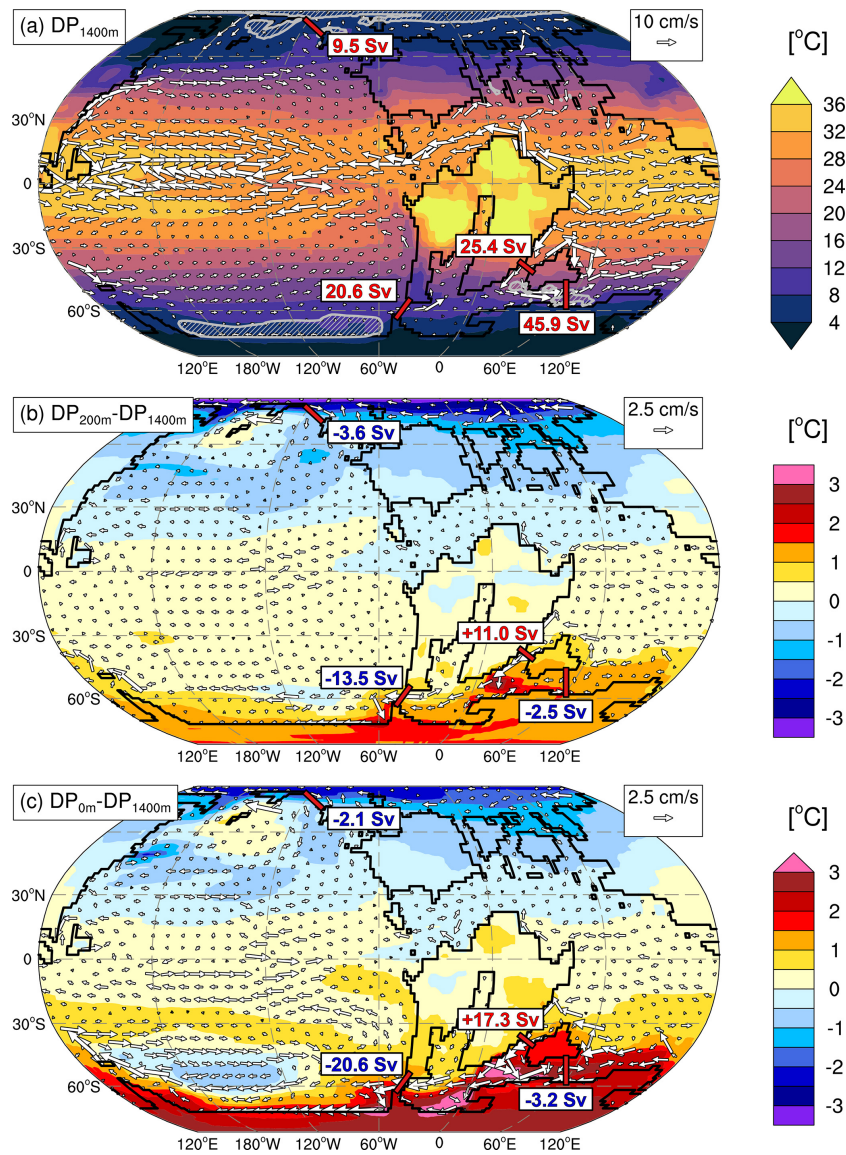 (a) DP1400m
10 cm/s
[°C]
9.5 Sv
36
32
28
24
20
16
12
8
4
30°N
0
30°S
60°S
25.4 Sv
20.6 Sv
45.9 Sv
120°E 180°W 120°W 60°W 0 60°E 120°E
(b) DP200m-DP1400m
2.5 cm/s
[°C]
-3.6 Sv
3
2
1
0
-1
-2
-3
30°N
0
30°S
60°S
+11.0 Sv
-13.5 Sv
-2.5 Sv
120°E 180°W 120°W 60°W 0 60°E 120°E
(c) DP0m-DP1400m
2.5 cm/s
[°C]
-2.1 Sv
3
2
1
0
-1
-2
-3
30°N
0
30°S
60°S
+17.3 Sv
-20.6 Sv
-3.2 Sv
120°E 180°W 120°W 60°W 0 60°E 120°E